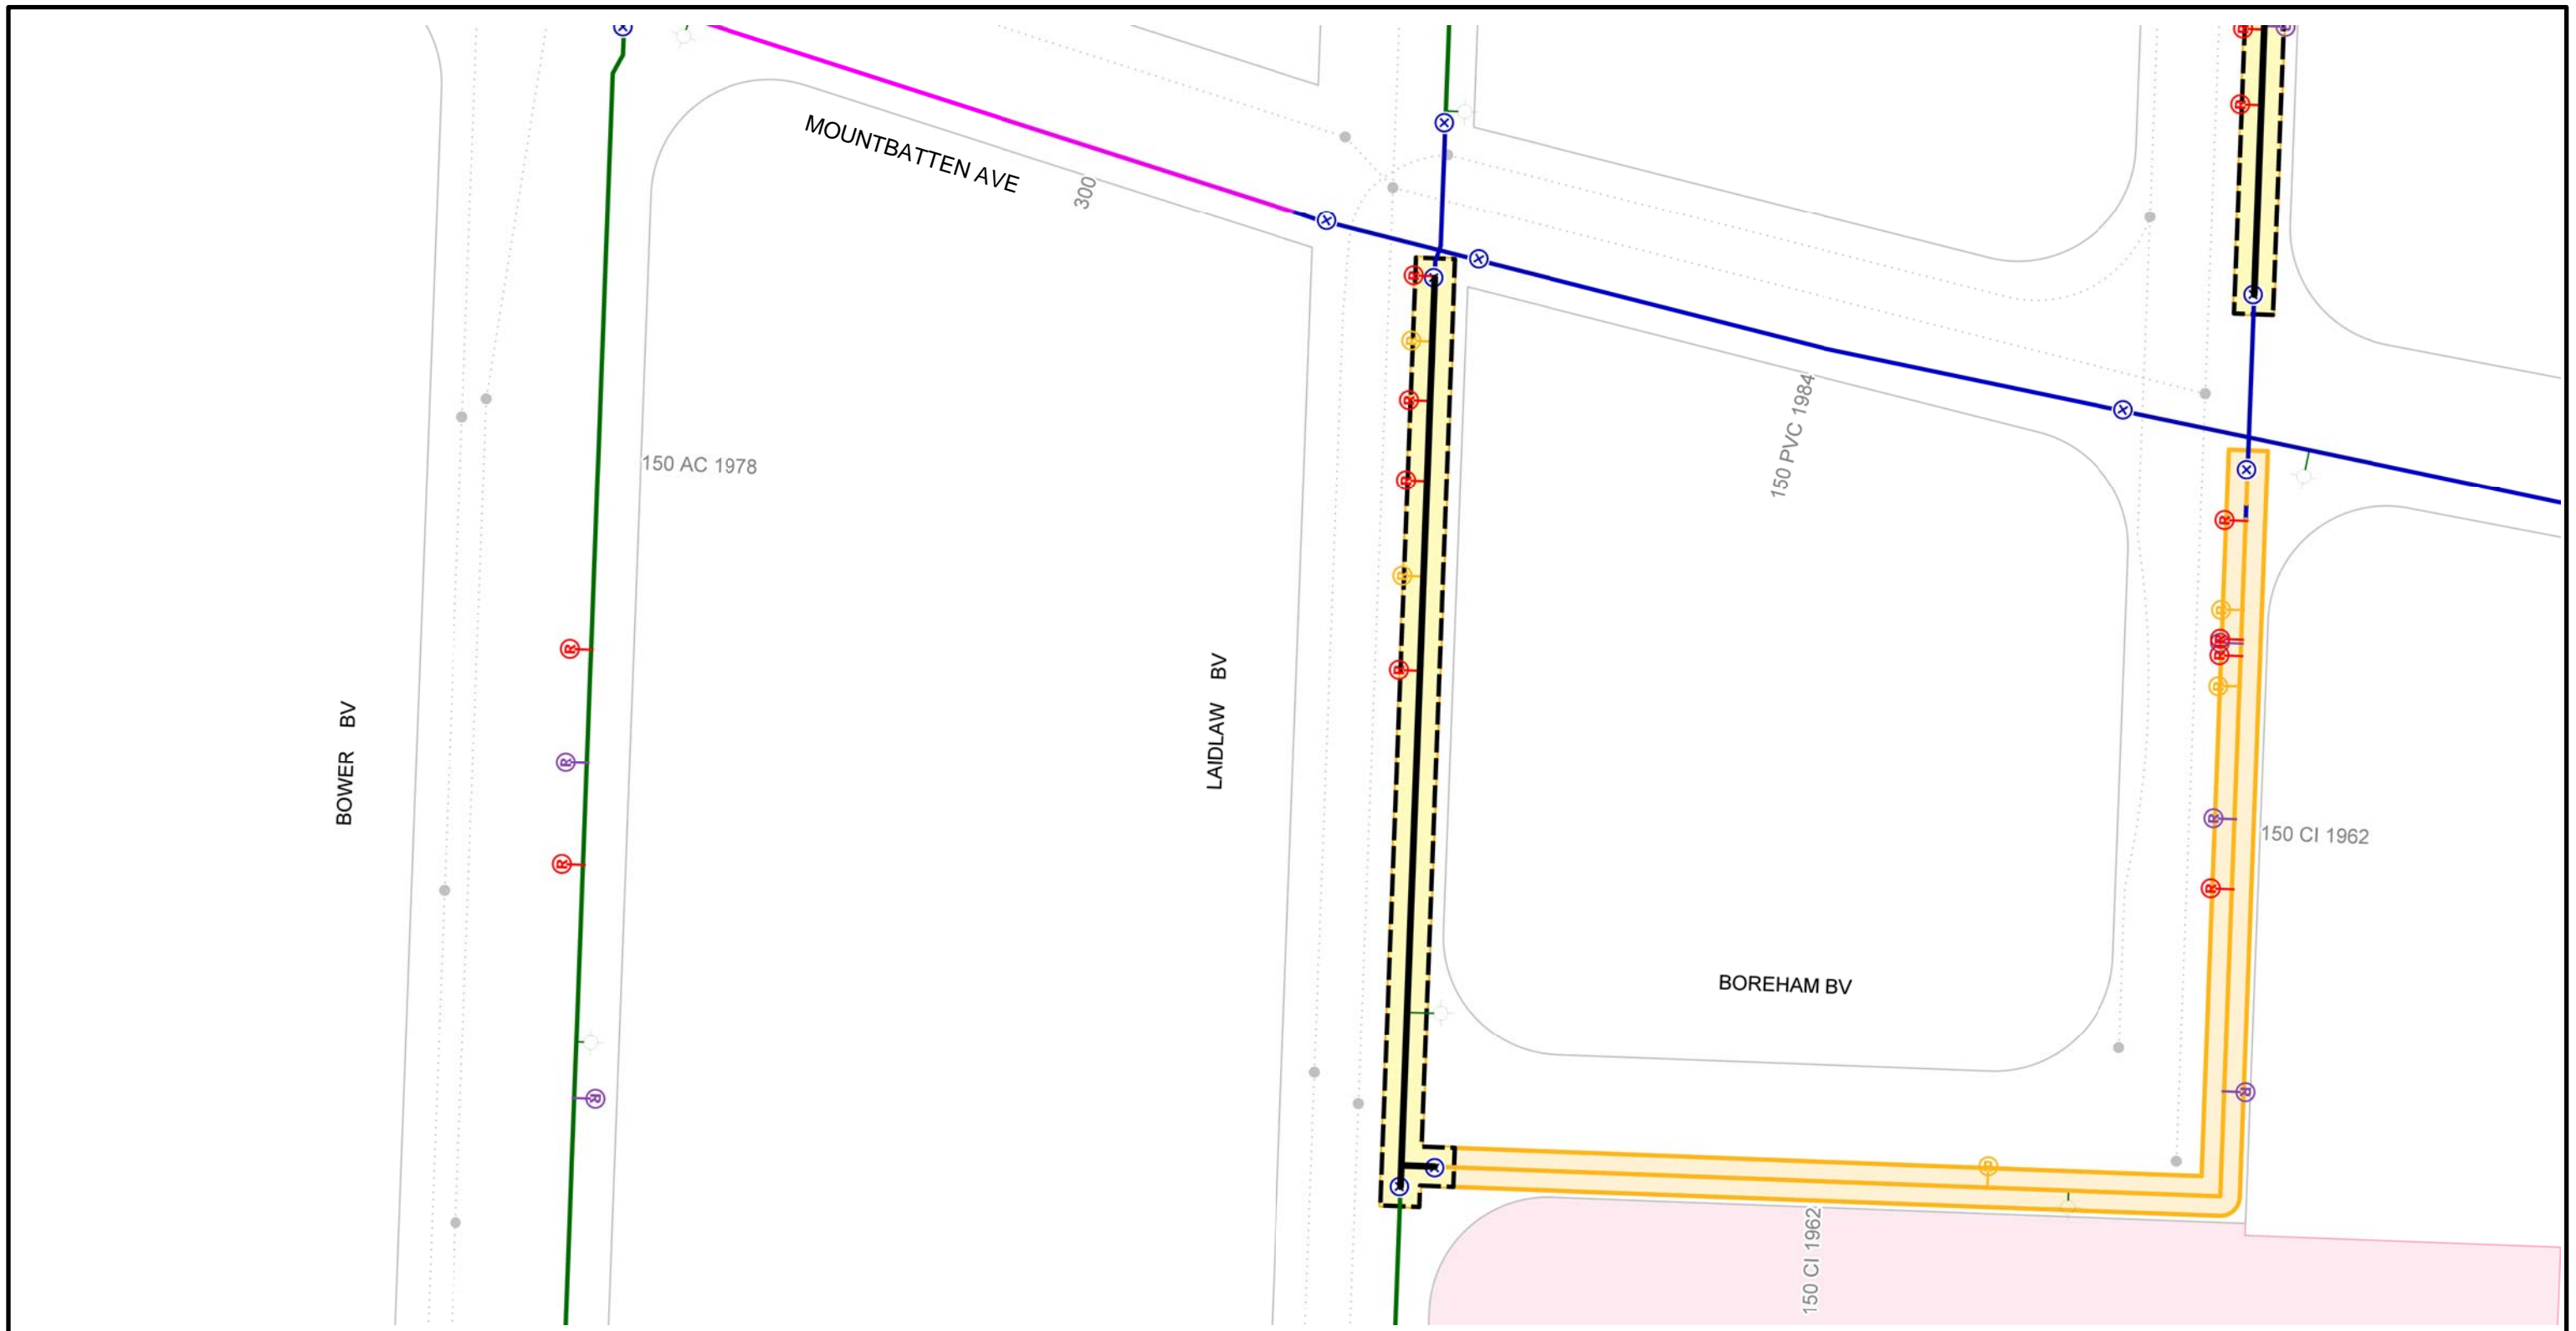 MOUNTBATTEN AVE
300
150 AC 1978
150 PVC 1984
BOWER BV
LAIDLAW BV
150 CI 1962
BOREHAM BV
150 CI 1962